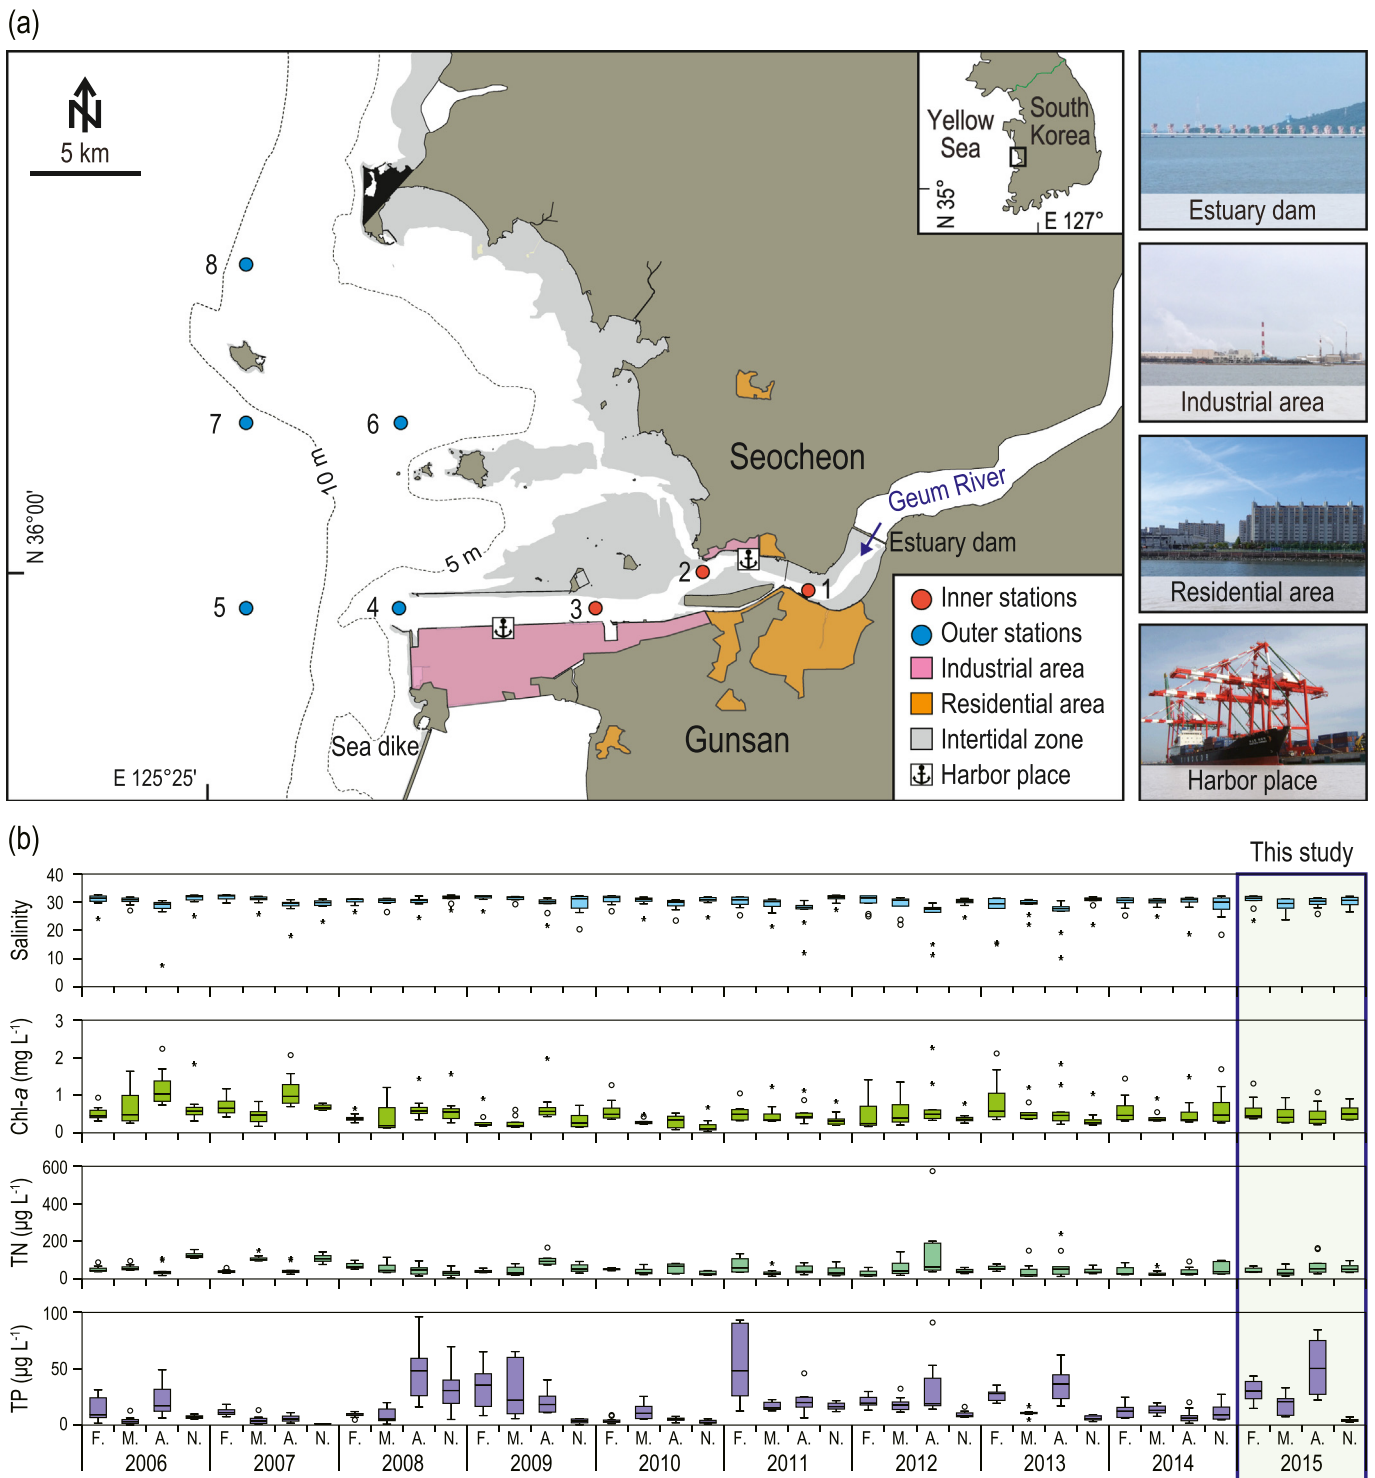 (a)
N
5 km
Yellow
Sea
South
Korea
N 35°
E 127°
Estuary dam
Industrial area
Residential area
Harbor place
8
7
6
10 m
Seocheon
Geum River
Estuary dam
N 36°00'
5 m
5
4
3
2
1
Sea dike
Gunsan
E 125°25'
Inner stations
Outer stations
Industrial area
Residential area
Intertidal zone
Harbor place
(b)
This study
Salinity
40
30
20
10
0
Chl-a (mg L-1)
3
2
1
0
TN (µg L-1)
600
400
200
0
TP (µg L-1)
100
50
0
F. M. A. N. F. M. A. N. F. M. A. N. F. M. A. N. F. M. A. N. F. M. A. N. F. M. A. N. F. M. A. N. F. M. A. N. F. M. A. N.
2006 2007 2008 2009 2010 2011 2012 2013 2014 2015